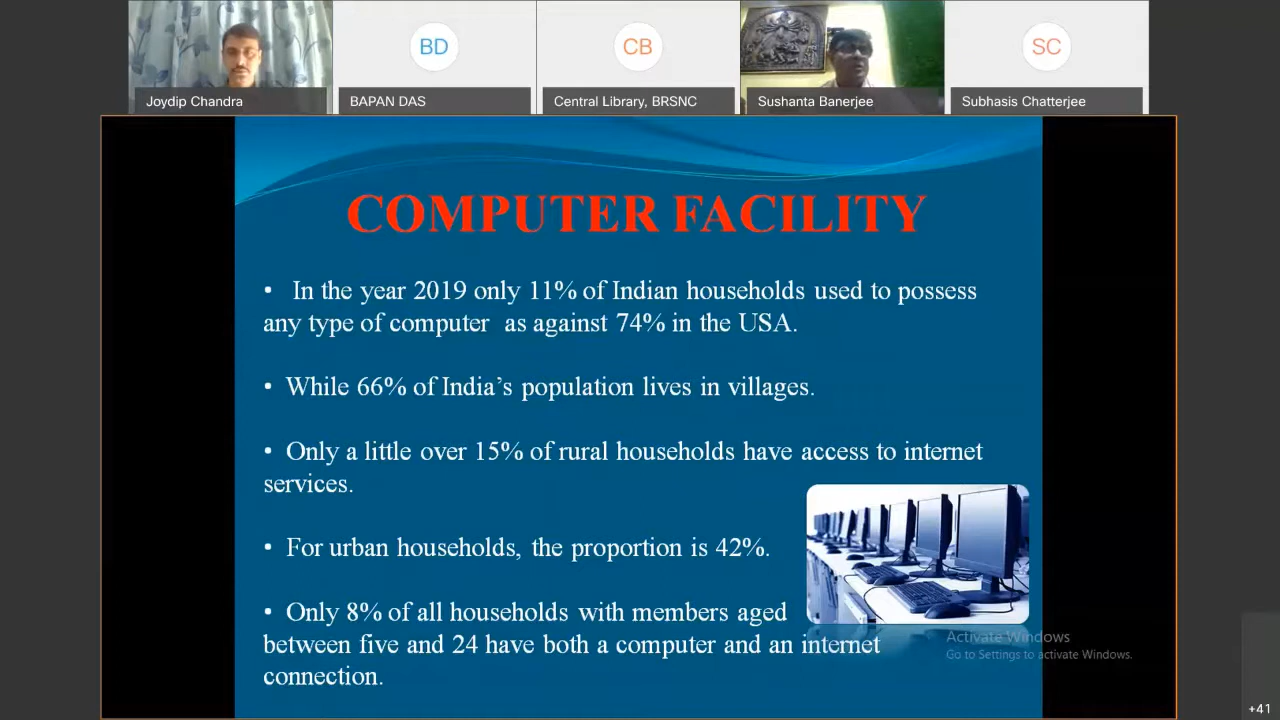 BD
CB
SC
Joydip Chandra
BAPAN DAS
Central Library, BRSNC
Sushanta Banerjee
Subhasis Chatterjee
COMPUTER FACILITY
• In the year 2019 only 11% of Indian households used to possess
any type of computer as against 74% in the USA.
• While 66% of India’s population lives in villages.
• Only a little over 15% of rural households have access to internet
services.
• For urban households, the proportion is 42%.
• Only 8% of all households with members aged
between five and 24 have both a computer and an internet
connection.
Activate Windows
Go to Settings to activate Windows.
+41